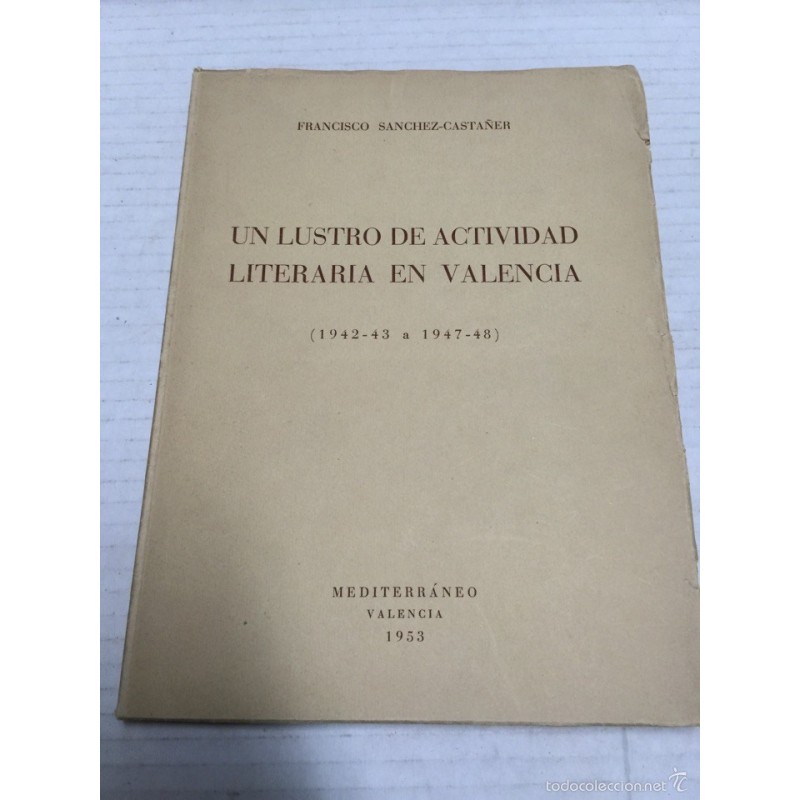 FRANCISCO SANCHEZ-CASTAÑER
UN LUSTRO DE ACTIVIDAD
LITERARIA EN VALENCIA
(1942-43 a 1947-48)
MEDITERRÁNEO
VALENCIA
1953
todocoleccion.net tc